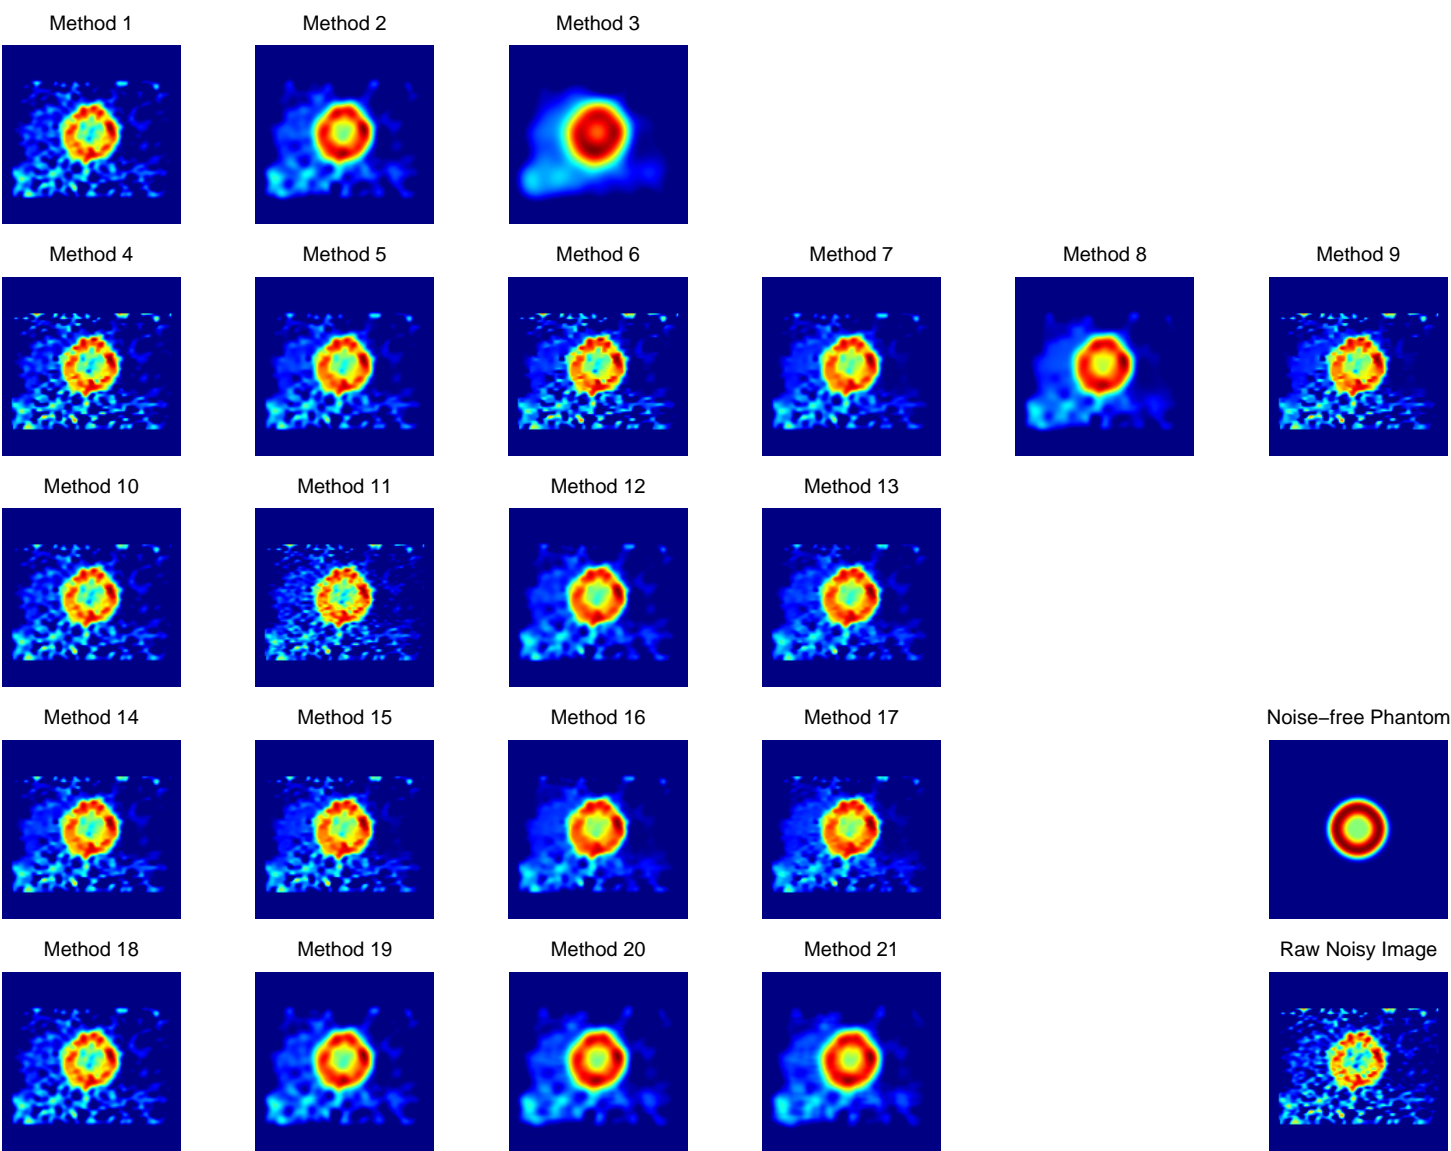 Method 1
Method 2
Method 3
Method 4
Method 5
Method 6
Method 7
Method 8
Method 9
Method 10
Method 11
Method 12
Method 13
Method 14
Method 15
Method 16
Method 17
Noise−free Phantom
Method 18
Method 19
Method 20
Method 21
Raw Noisy Image